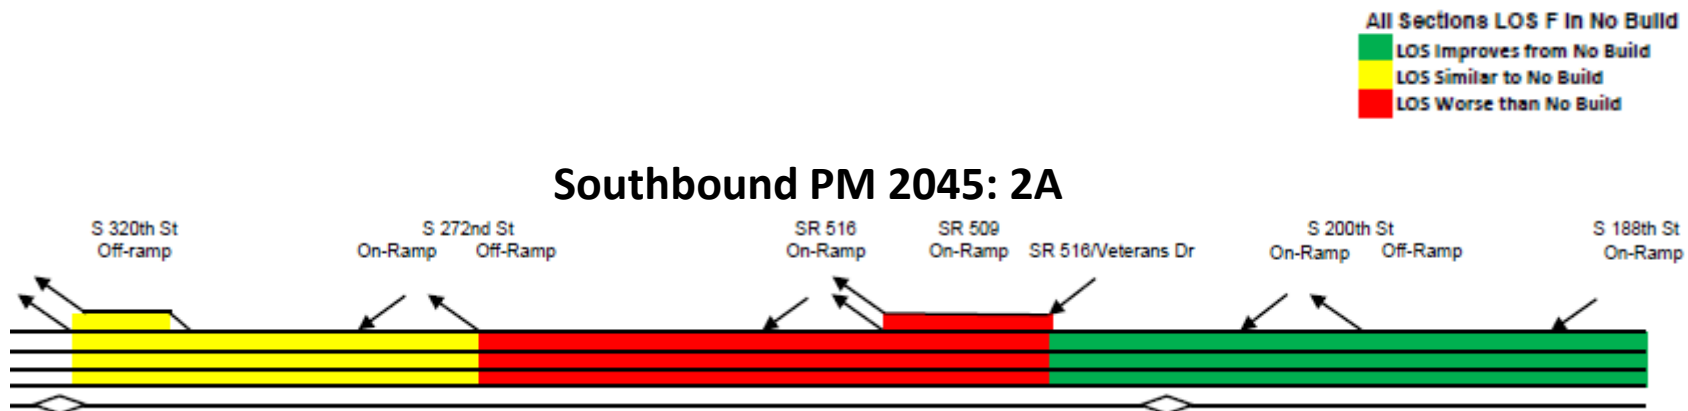 All Sections LOS F in No Build
LOS Improves from No Build
LOS Similar to No Build
LOS Worse than No Build
Southbound PM 2045: 2A
S 320th St
Off-ramp
S 272nd St
On-Ramp Off-Ramp
SR 516
On-Ramp
SR 509
On-Ramp
SR 516/Veterans Dr
S 200th St
On-Ramp Off-Ramp
S 188th St
On-Ramp